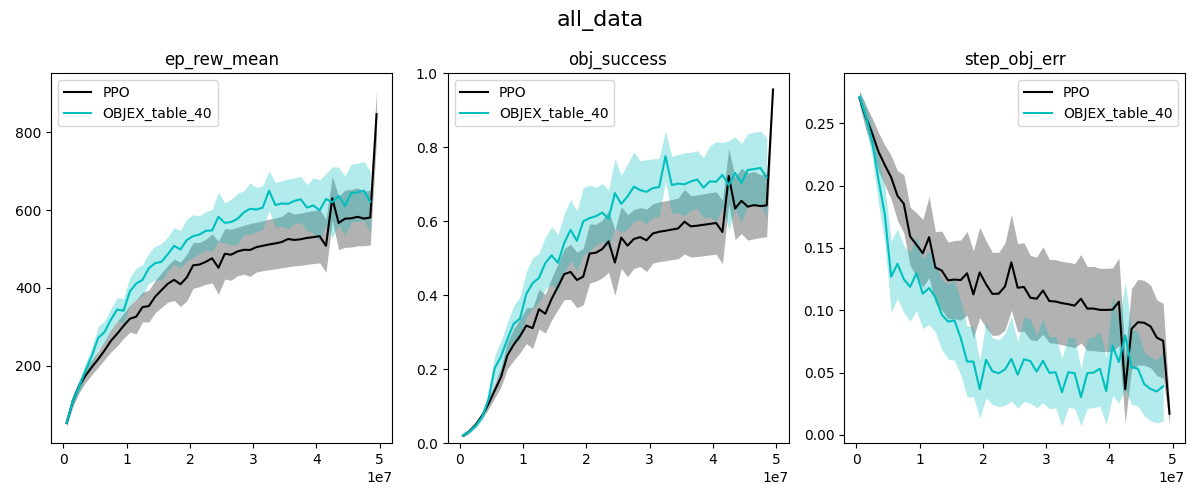 all_data
ep_rew_mean
PPO
OBJEX_table_40
800
600
400
200
0 1 2 3 4 5
1e7
obj_success
PPO
OBJEX_table_40
1.0
0.8
0.6
0.4
0.2
0.0
0 1 2 3 4 5
1e7
step_obj_err
PPO
OBJEX_table_40
0.25
0.20
0.15
0.10
0.05
0.00
0 1 2 3 4 5
1e7